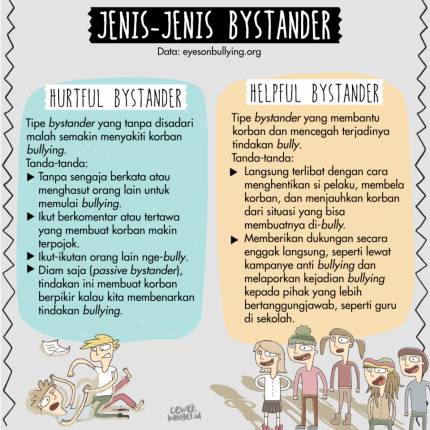 JENIS-JENIS BYSTANDER
Data: eyesonbullying.org
HURTFUL BYSTANDER
Tipe bystander yang tanpa disadari
malah semakin menyakiti korban
bullying.
Tanda-tanda:
▶ Tanpa sengaja berkata atau
menghasut orang lain untuk
memulai bullying.
▶ Ikut berkomentar atau tertawa
yang membuat korban makin
terpojok.
▶ Ikut-ikutan orang lain nge-bully.
▶ Diam saja (passive bystander),
tindakan ini membuat korban
berpikir kalau kita membenarkan
tindakan bullying.
HELPFUL BYSTANDER
Tipe bystander yang membantu
korban dan mencegah terjadinya
tindakan bully.
Tanda-tanda:
▶ Langsung terlibat dengan cara
menghentikan si pelaku, membela
korban, dan menjauhkan korban
dari situasi yang bisa
membuatnya di-bully.
▶ Memberikan dukungan secara
enggak langsung, seperti lewat
kampanye anti bullying dan
melaporkan kejadian bullying
kepada pihak yang lebih
bertanggungjawab, seperti guru
di sekolah.
cewek
banget.id